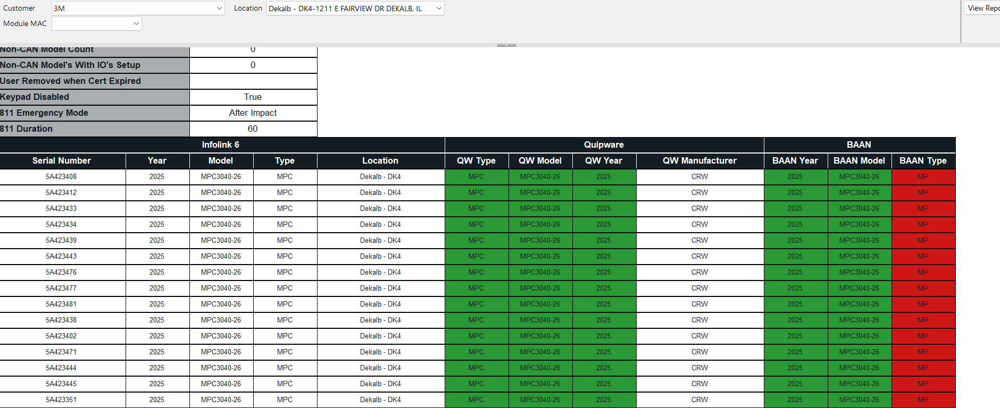 Customer 3M Location Dekalb - DK4-1211 E FAIRVIEW DR DEKALB, IL View Repo
Module MAC
Non-CAN Model Count 0
Non-CAN Model's With IO's Setup 0
User Removed when Cert Expired
Keypad Disabled True
811 Emergency Mode After Impact
811 Duration 60
Infolink 6 Quipware BAAN
Serial Number Year Model Type Location QW Type QW Model QW Year QW Manufacturer BAAN Year BAAN Model BAAN Type
5A423408 2025 MPC3040-26 MPC Dekalb - DK4 MPC MPC3040-26 2025 CRW 2025 MPC3040-26 MP
5A423412 2025 MPC3040-26 MPC Dekalb - DK4 MPC MPC3040-26 2025 CRW 2025 MPC3040-26 MP
5A423433 2025 MPC3040-26 MPC Dekalb - DK4 MPC MPC3040-26 2025 CRW 2025 MPC3040-26 MP
5A423434 2025 MPC3040-26 MPC Dekalb - DK4 MPC MPC3040-26 2025 CRW 2025 MPC3040-26 MP
5A423439 2025 MPC3040-26 MPC Dekalb - DK4 MPC MPC3040-26 2025 CRW 2025 MPC3040-26 MP
5A423443 2025 MPC3040-26 MPC Dekalb - DK4 MPC MPC3040-26 2025 CRW 2025 MPC3040-26 MP
5A423476 2025 MPC3040-26 MPC Dekalb - DK4 MPC MPC3040-26 2025 CRW 2025 MPC3040-26 MP
5A423477 2025 MPC3040-26 MPC Dekalb - DK4 MPC MPC3040-26 2025 CRW 2025 MPC3040-26 MP
5A423481 2025 MPC3040-26 MPC Dekalb - DK4 MPC MPC3040-26 2025 CRW 2025 MPC3040-26 MP
5A423438 2025 MPC3040-26 MPC Dekalb - DK4 MPC MPC3040-26 2025 CRW 2025 MPC3040-26 MP
5A423402 2025 MPC3040-26 MPC Dekalb - DK4 MPC MPC3040-26 2025 CRW 2025 MPC3040-26 MP
5A423471 2025 MPC3040-26 MPC Dekalb - DK4 MPC MPC3040-26 2025 CRW 2025 MPC3040-26 MP
5A423444 2025 MPC3040-26 MPC Dekalb - DK4 MPC MPC3040-26 2025 CRW 2025 MPC3040-26 MP
5A423445 2025 MPC3040-26 MPC Dekalb - DK4 MPC MPC3040-26 2025 CRW 2025 MPC3040-26 MP
5A423351 2025 MPC3040-26 MPC Dekalb - DK4 MPC MPC3040-26 2025 CRW 2025 MPC3040-26 MP